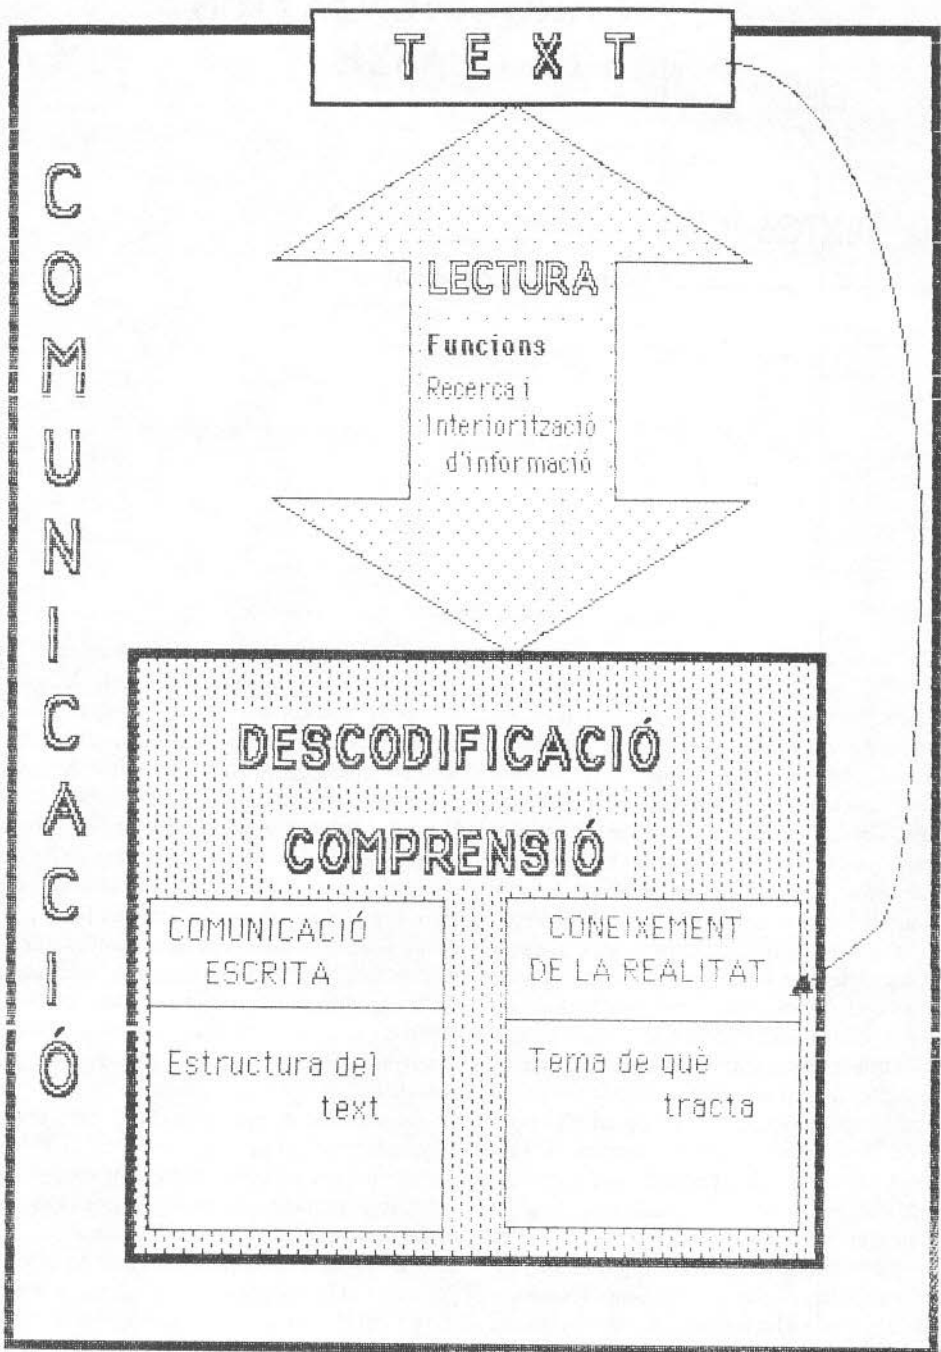 TEXT
COMUNICACIÓ
LECTURA
Funcions
Recerca i
Interiorització
d'informació
DESCODIFICACIÓ
COMPRENSIÓ
COMUNICACIÓ
ESCRITA
Estructura del
text
CONEIXEMENT
DE LA REALITAT
Tema de què
tracta